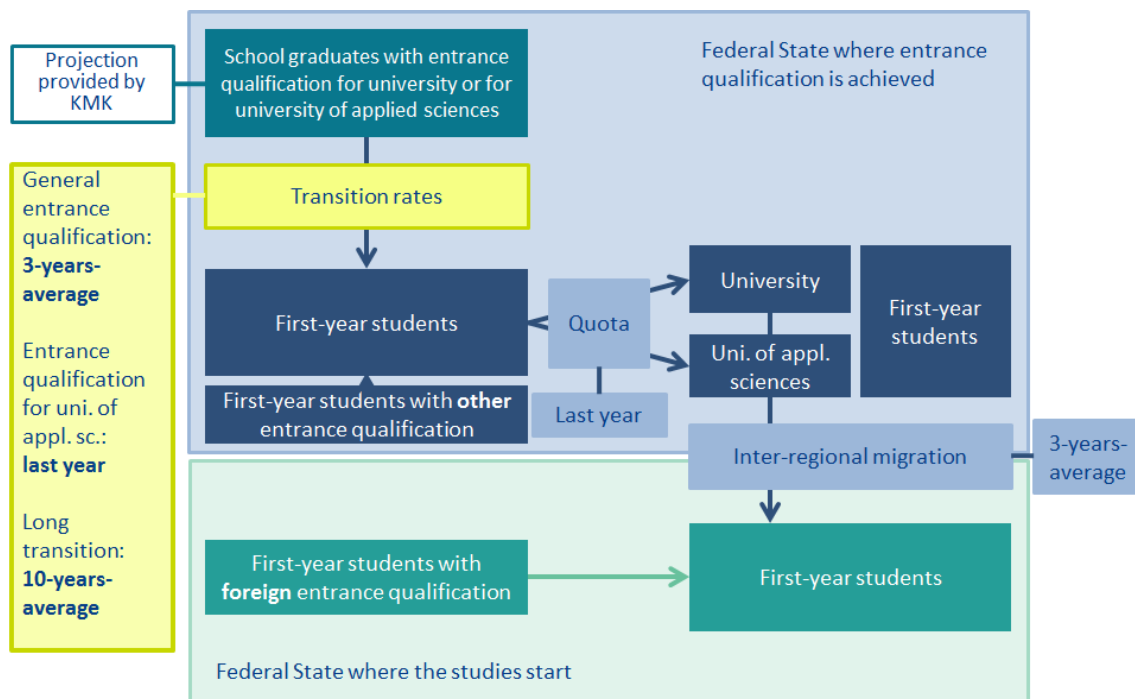 Projection
provided by
KMK
School graduates with entrance
qualification for university or for
university of applied sciences
Federal State where entrance
qualification is achieved
General
entrance
qualification:
3-years-
average
Entrance
qualification
for uni. of
appl. sc.:
last year
Long
transition:
10-years-
average
Transition rates
First-year students
Quota
University
Uni. of appl.
sciences
First-year
students
First-year students with other
entrance qualification
Last year
Inter-regional migration
3-years-
average
First-year students with
foreign entrance qualification
First-year students
Federal State where the studies start